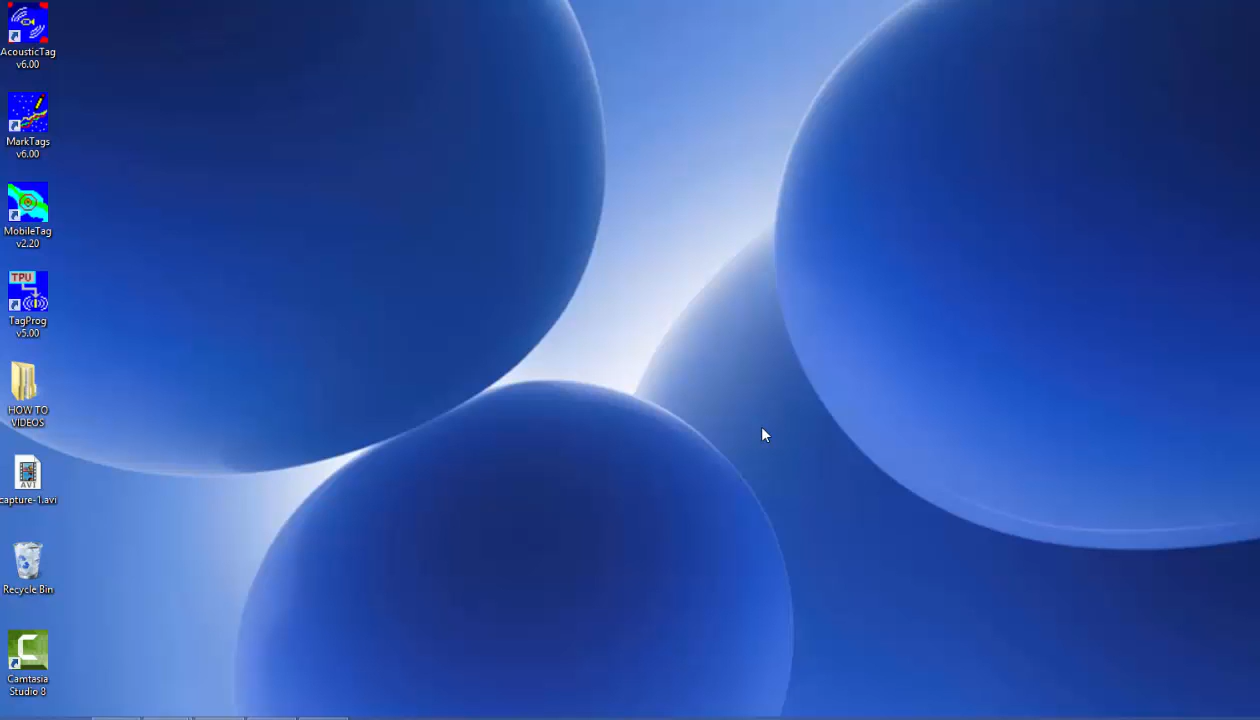 AcousticTag
v6.00
MarkTags
v6.00
MobileTag
v2.20
TPU
TagProg
v5.00
HOW TO
VIDEOS
AVI
capture-1.avi
Recycle Bin
Camtasia
Studio 8